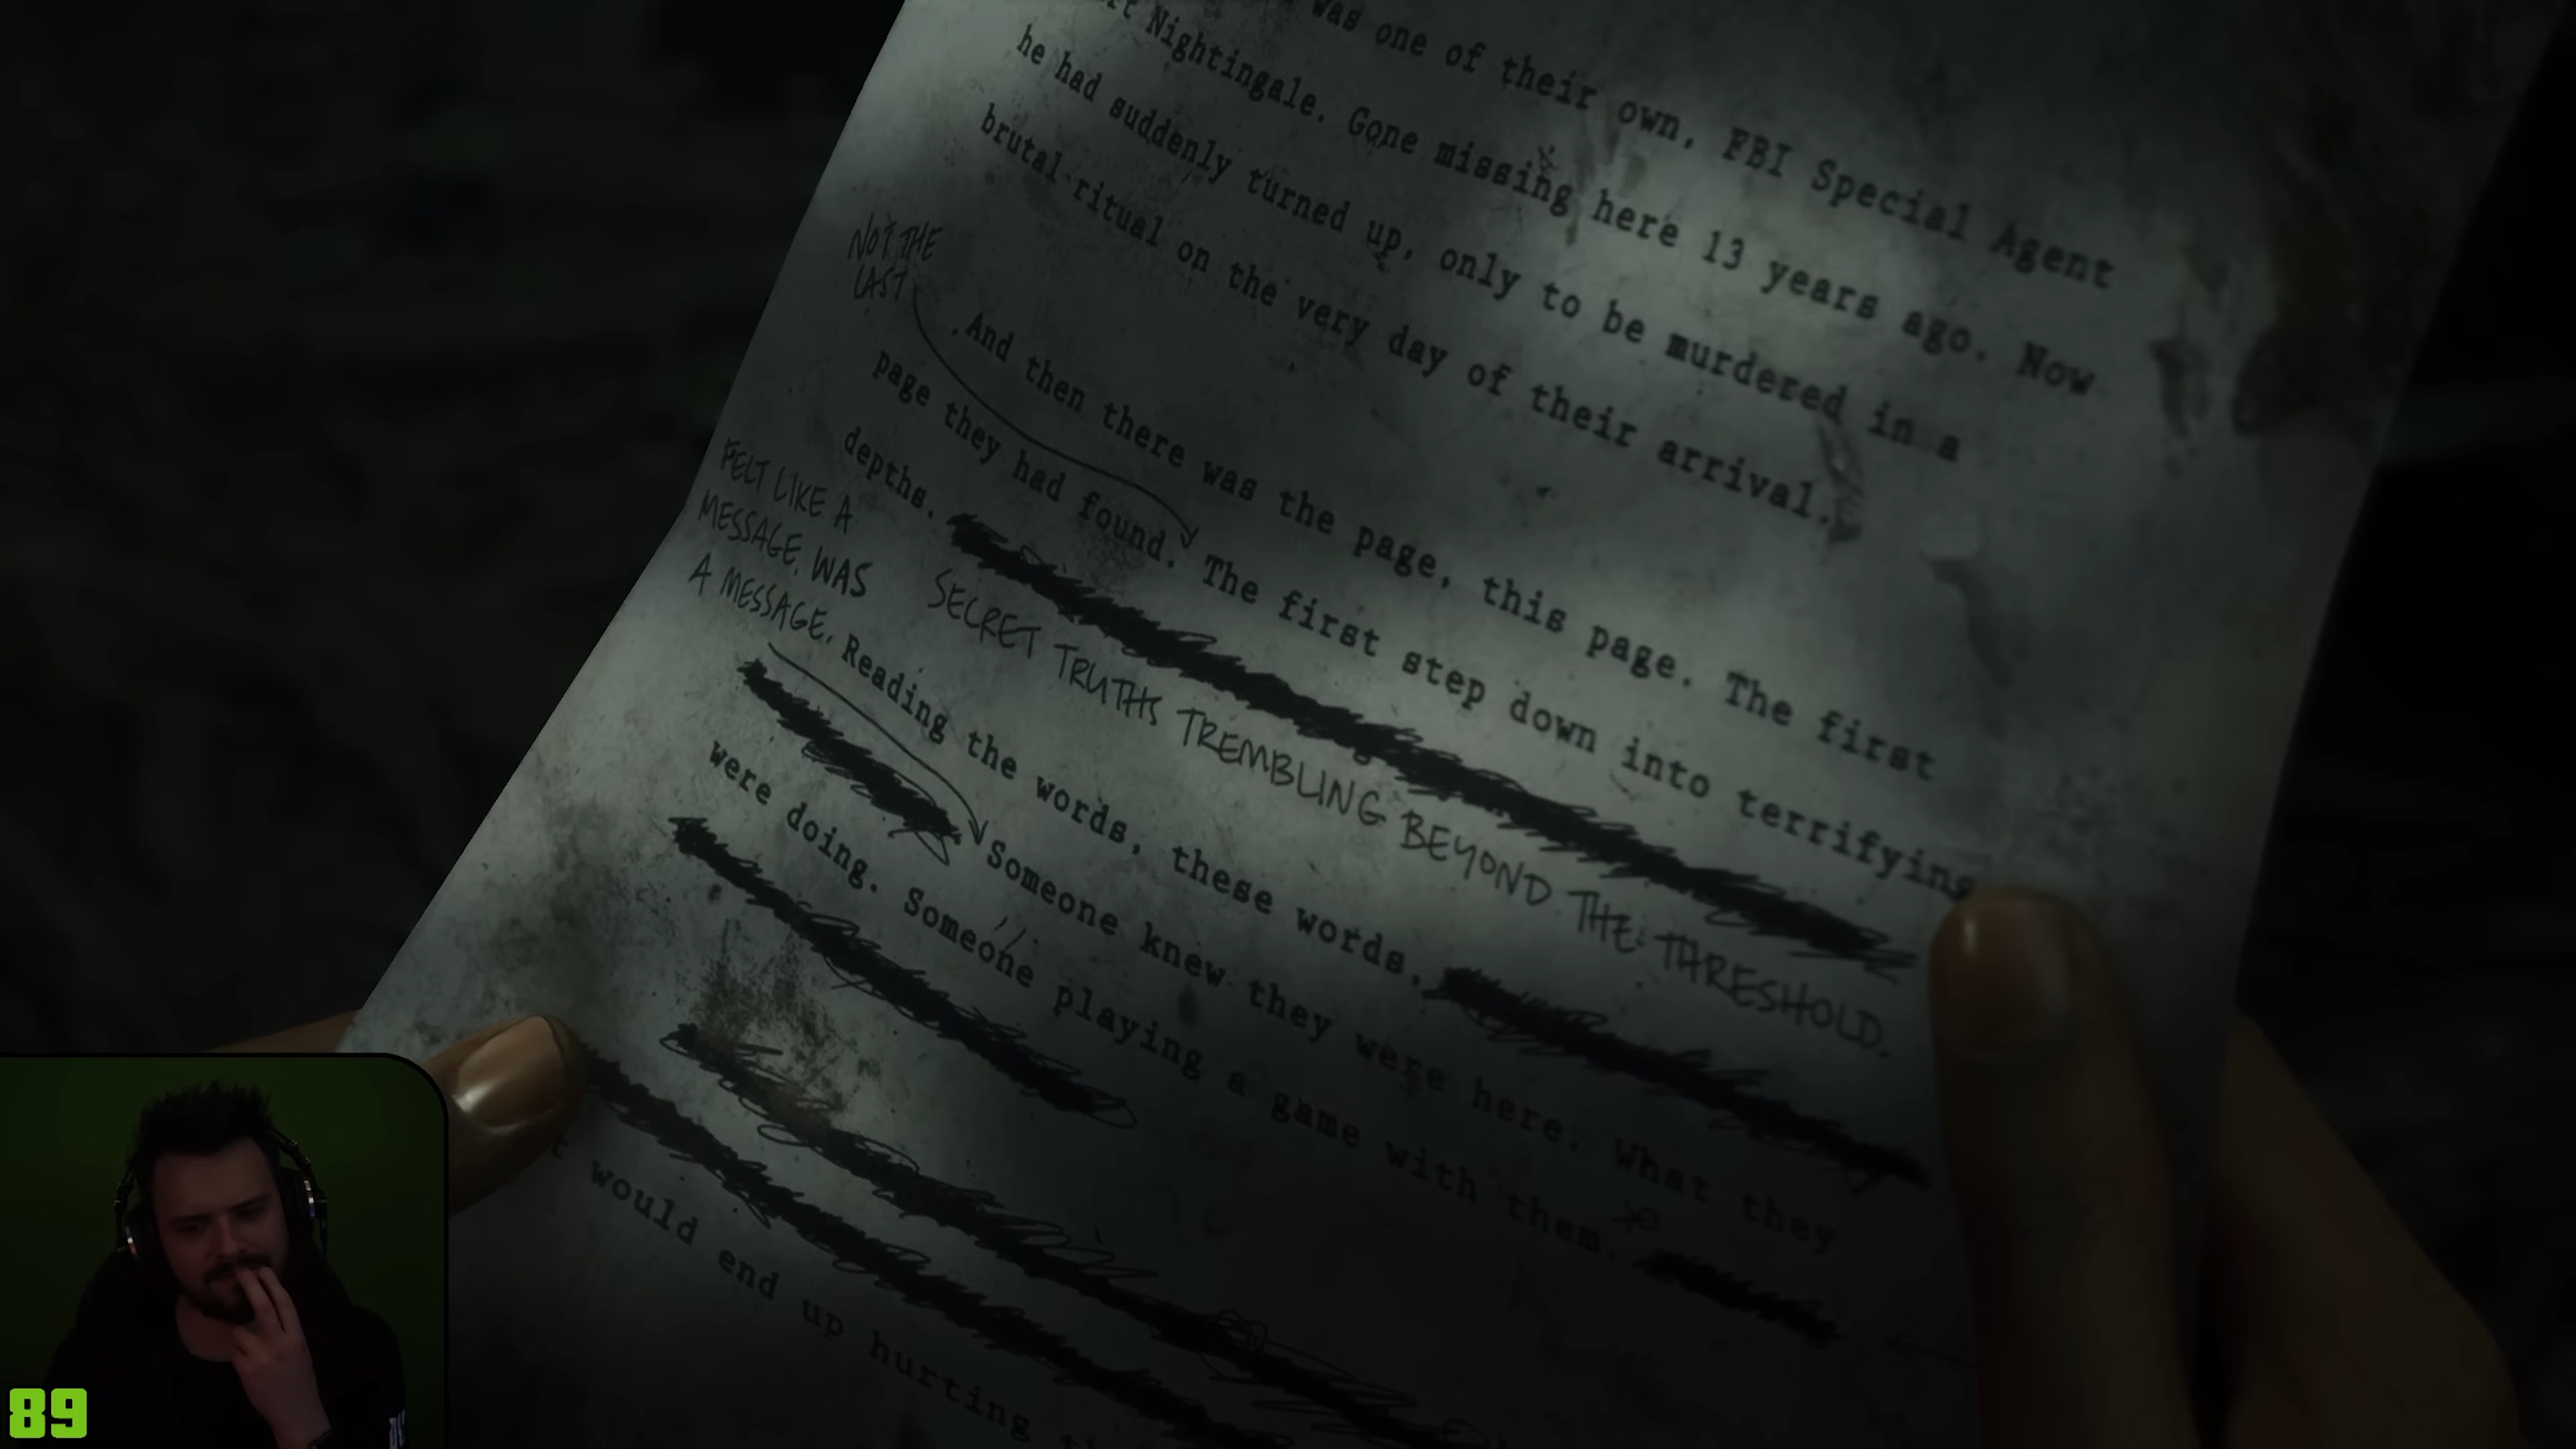 was one of their own, FBI Special Agent
Nightingale. Gone missing here 13 years ago. Now
he had suddenly turned up, only to be murdered in a
brutal ritual on the very day of their arrival.
NOT THE
LAST
And then there was the page, this page. The first
page they had found. The first step down into terrifying
depths.
SECRET TRUTHS TREMBLING BEYOND THE THRESHOLD.
FELT LIKE A
MESSAGE. WAS
A MESSAGE.
Reading the words, these words,
Someone knew they were here. What they
were doing. Someone playing a game with them.
would end up hurting
89